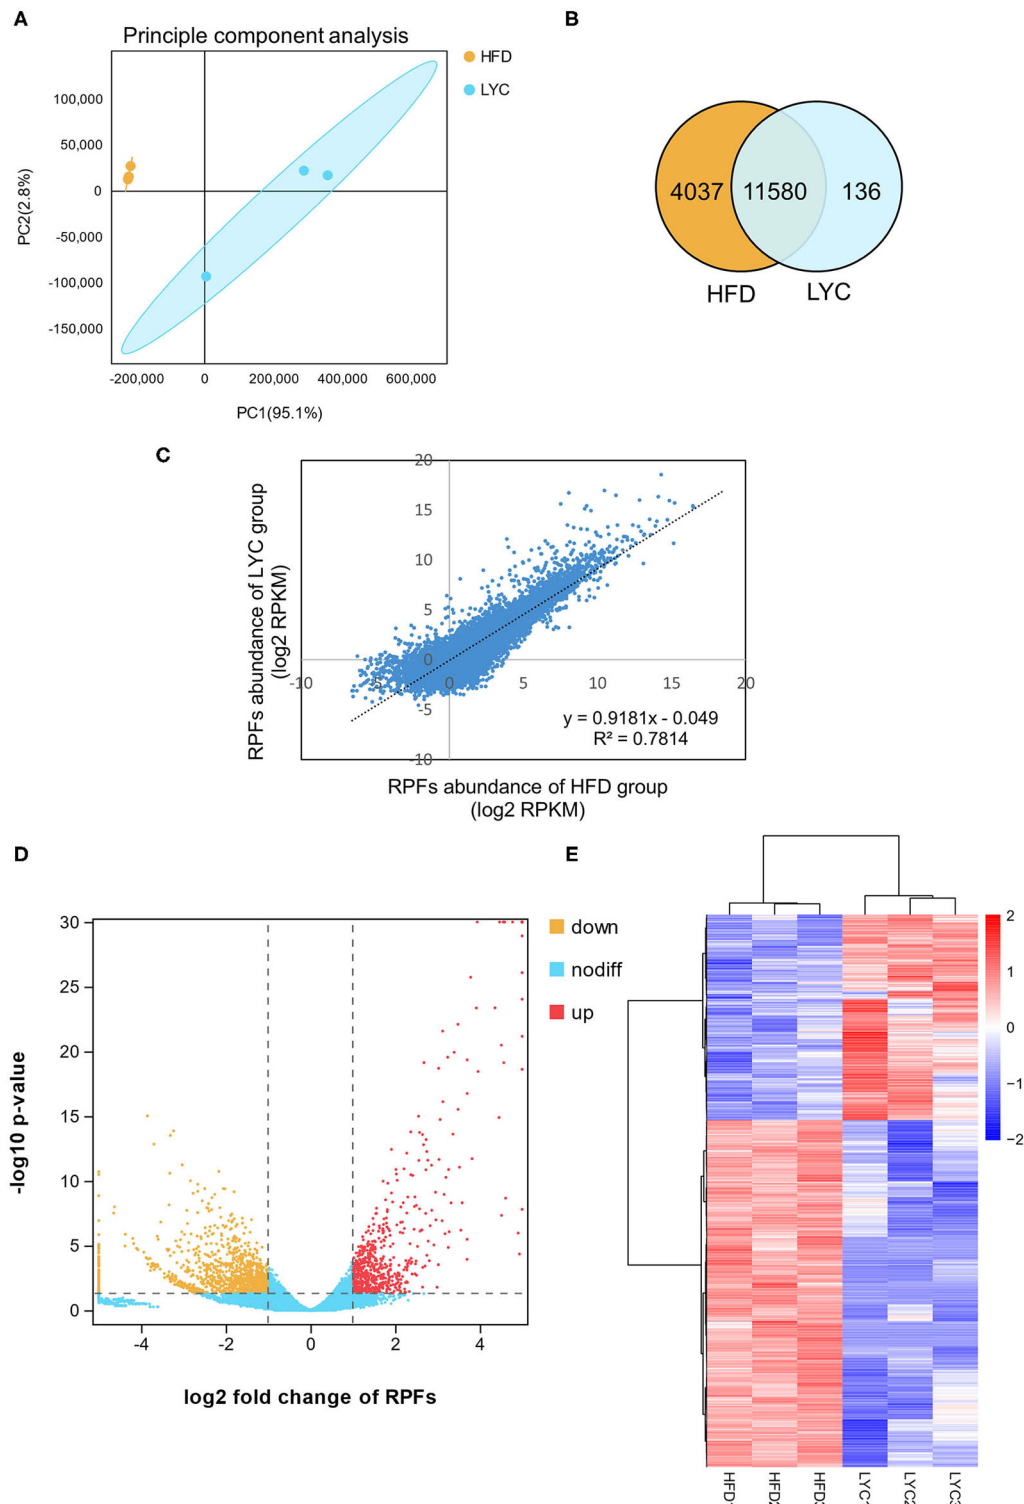 A
Principle component analysis
HFD
LYC
100,000
50,000
0
-50,000
-100,000
-150,000
PC2(2.8%)
-200,000 0 200,000 400,000 600,000
PC1(95.1%)
B
4037 11580 136
HFD LYC
C
RPFs abundance of LYC group
(log2 RPKM)
20
15
10
5
0
-10 0 5 10 15 20
-5
-10
y = 0.9181x - 0.049
R² = 0.7814
RPFs abundance of HFD group
(log2 RPKM)
D
-log10 p-value
30
25
20
15
10
5
0
-4 -2 0 2 4
log2 fold change of RPFs
down
nodiff
up
E
2
1
0
−1
−2